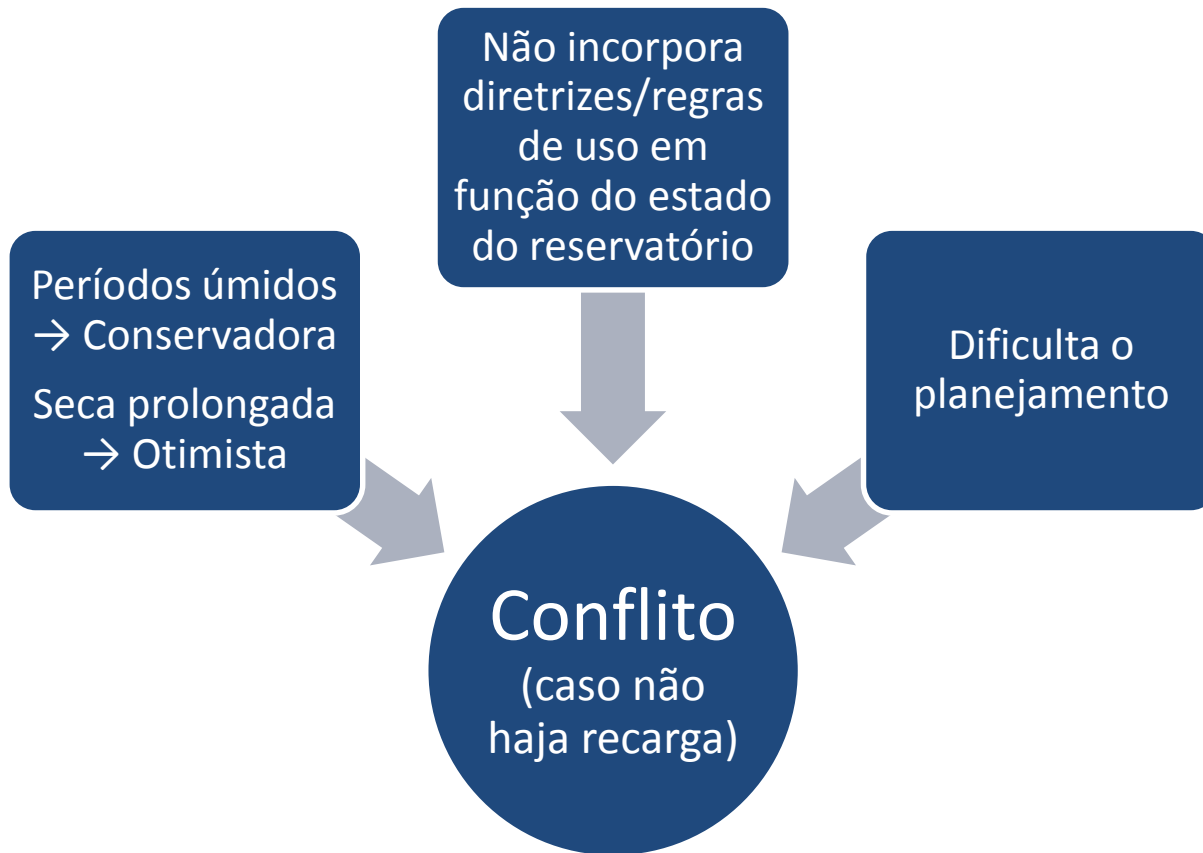 Períodos úmidos
→ Conservadora
Seca prolongada
→ Otimista
Não incorpora
diretrizes/regras
de uso em
função do estado
do reservatório
Dificulta o
planejamento
Conflito
(caso não
haja recarga)